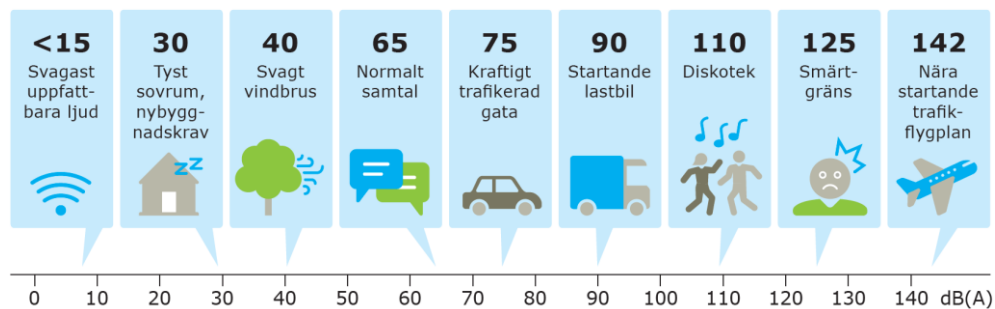 <15
Svagast
uppfatt-
bara ljud
30
Tyst
sovrum,
nybygg-
nadskrav
40
Svagt
vindbrus
65
Normalt
samtal
75
Kraftigt
trafikerad
gata
90
Startande
lastbil
110
Diskotek
125
Smärt-
gräns
142
Nära
startande
trafik-
flygplan
zz
0 10 20 30 40 50 60 70 80 90 100 110 120 130 140 dB(A)